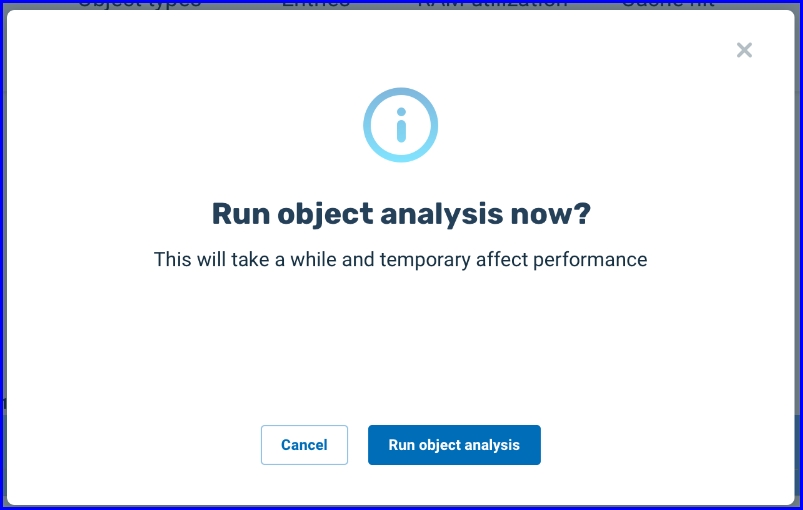 Object types Entries RAM utilization Cache hit
Run object analysis now?
This will take a while and temporary affect performance
Cancel Run object analysis